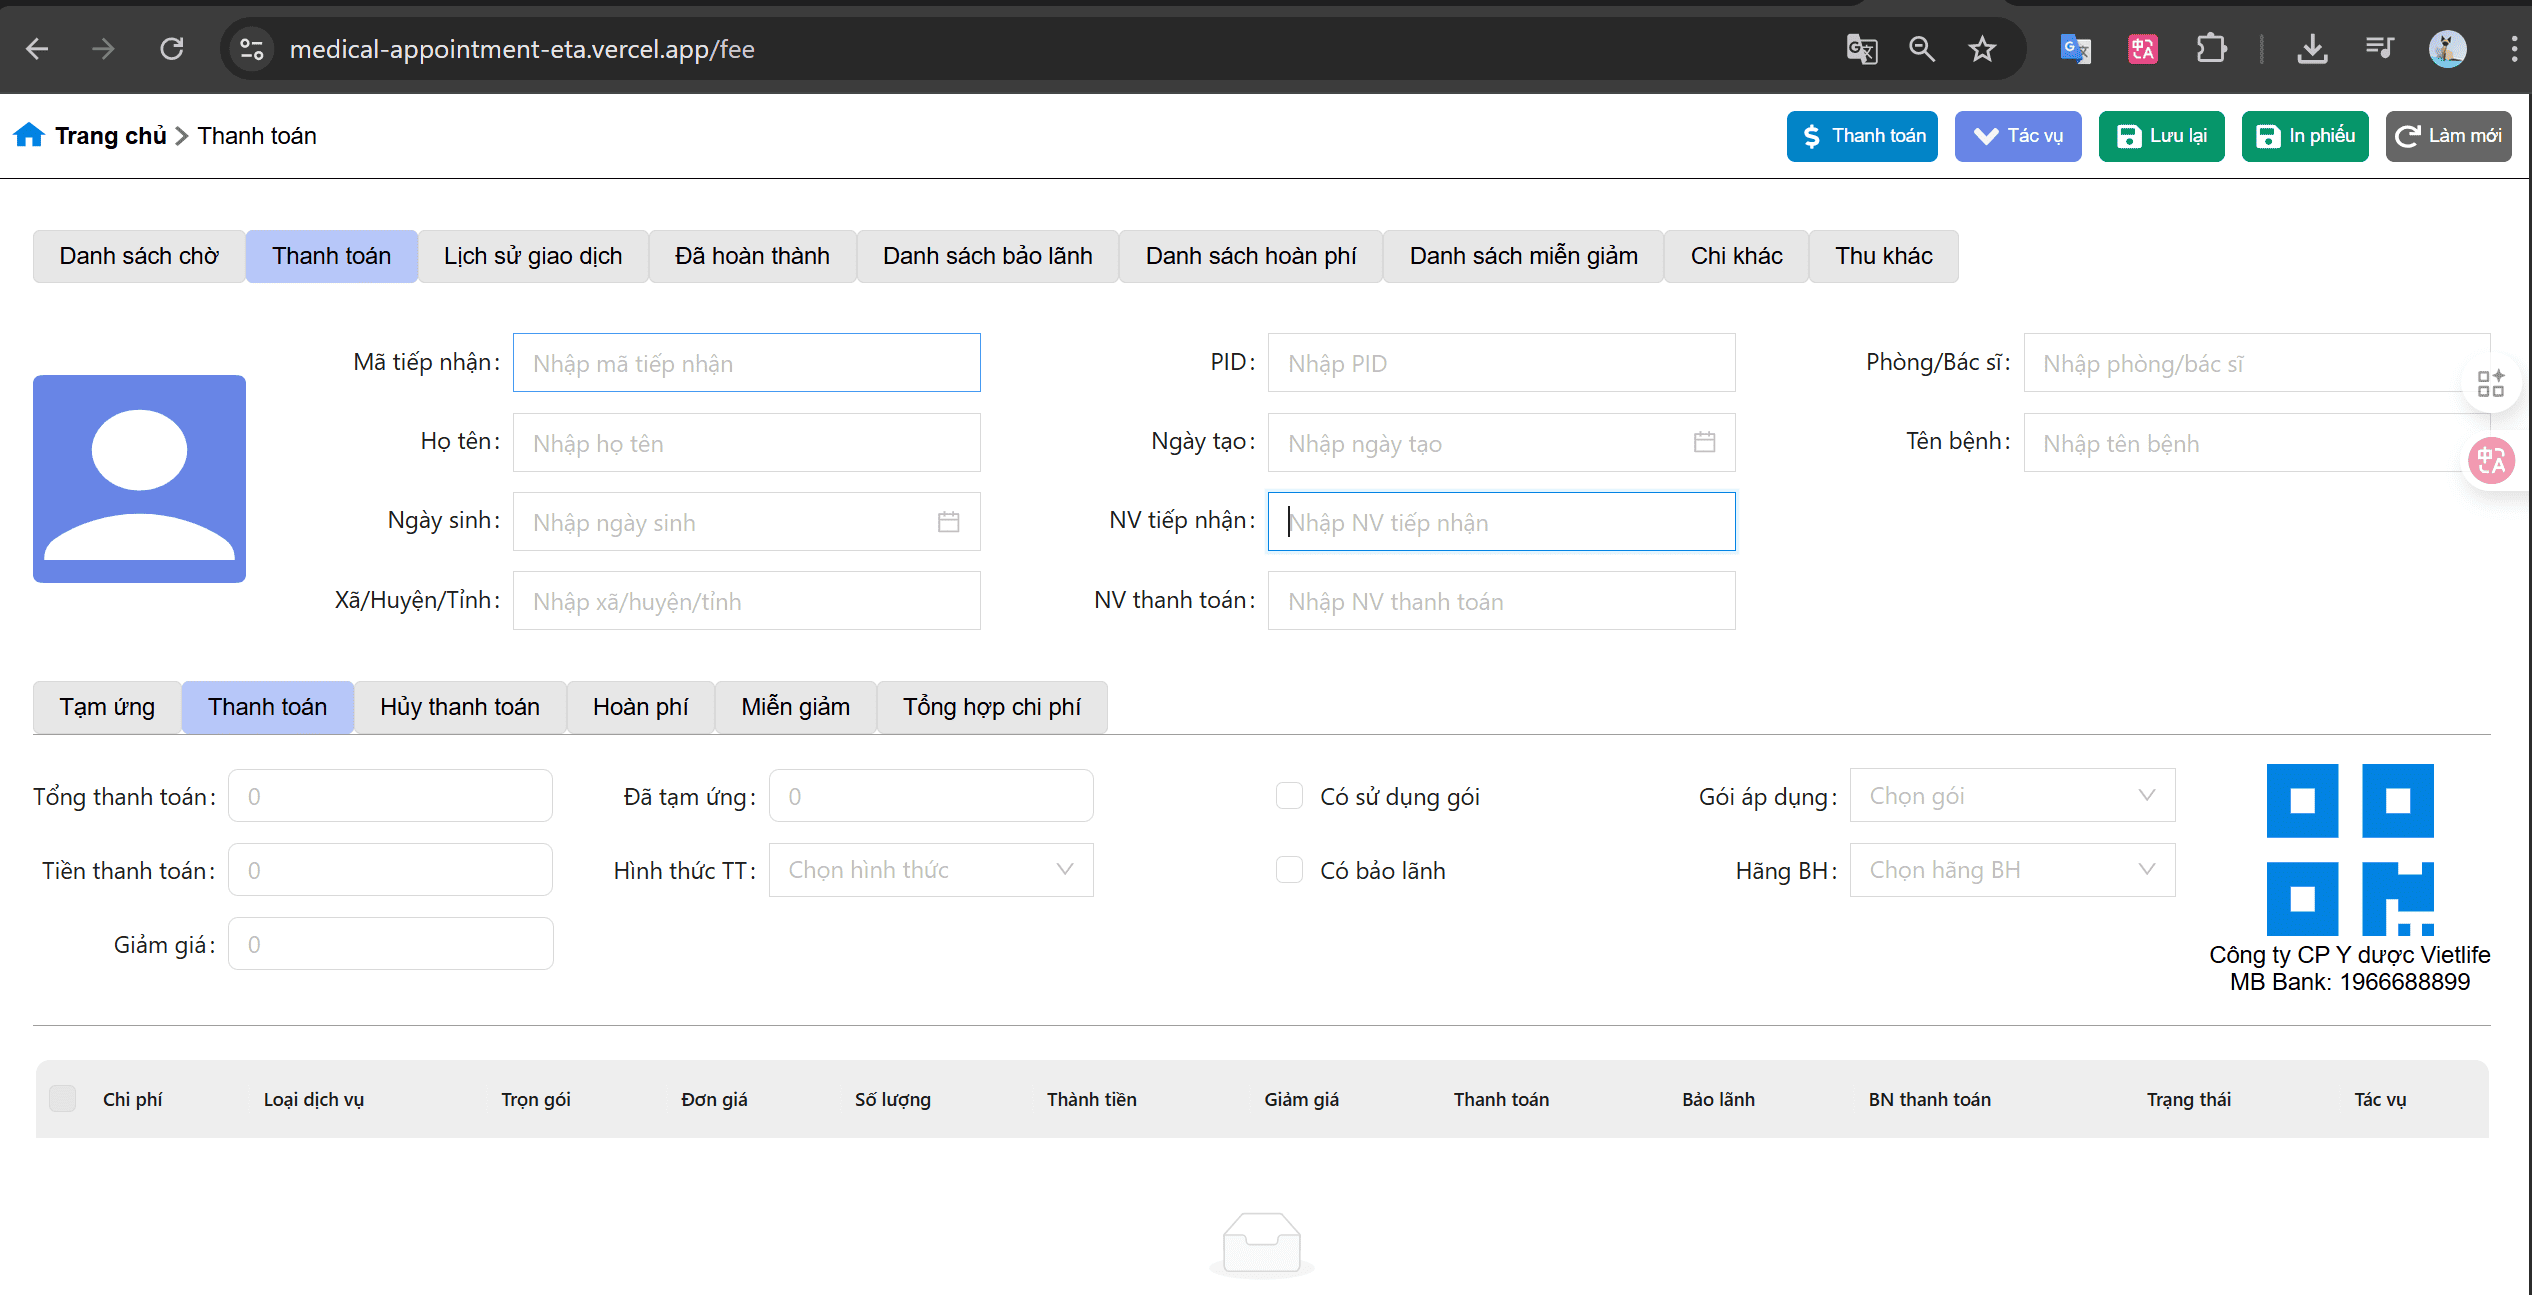 medical-appointment-eta.vercel.app/fee
Trang chủ > Thanh toán
Thanh toán
Tác vụ
Lưu lại
In phiếu
Làm mới
Danh sách chờ
Thanh toán
Lịch sử giao dịch
Đã hoàn thành
Danh sách bảo lãnh
Danh sách hoàn phí
Danh sách miễn giảm
Chi khác
Thu khác
Mã tiếp nhận: Nhập mã tiếp nhận
PID: Nhập PID
Phòng/Bác sĩ: Nhập phòng/bác sĩ
Họ tên: Nhập họ tên
Ngày tạo: Nhập ngày tạo
Tên bệnh: Nhập tên bệnh
Ngày sinh: Nhập ngày sinh
NV tiếp nhận: Nhập NV tiếp nhận
Xã/Huyện/Tỉnh: Nhập xã/huyện/tỉnh
NV thanh toán: Nhập NV thanh toán
Tạm ứng
Thanh toán
Hủy thanh toán
Hoàn phí
Miễn giảm
Tổng hợp chi phí
Tổng thanh toán: 0
Đã tạm ứng: 0
Có sử dụng gói
Gói áp dụng: Chọn gói
Tiền thanh toán: 0
Hình thức TT: Chọn hình thức
Có bảo lãnh
Hãng BH: Chọn hãng BH
Giảm giá: 0
Công ty CP Y dược Vietlife
MB Bank: 1966688899
Chi phí
Loại dịch vụ
Trọn gói
Đơn giá
Số lượng
Thành tiền
Giảm giá
Thanh toán
Bảo lãnh
BN thanh toán
Trạng thái
Tác vụ